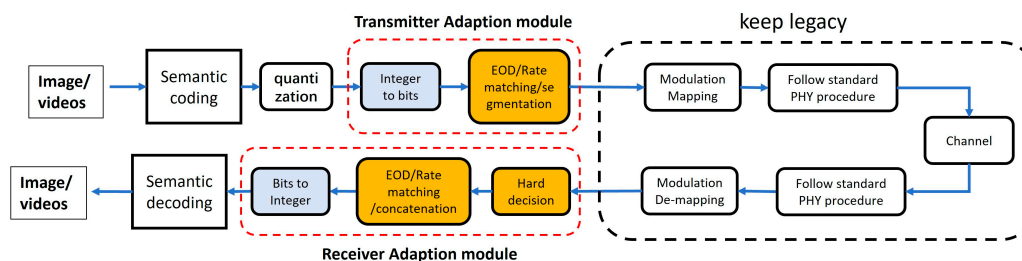 Transmitter Adaption module
keep legacy
Image/
videos
Semantic
coding
quanti
zation
Integer
to bits
EOD/Rate
matching/se
gmentation
Modulation
Mapping
Follow standard
PHY procedure
Channel
Image/
videos
Semantic
decoding
Bits to
Integer
EOD/Rate
matching
/concatenation
Hard
decision
Modulation
De-mapping
Follow standard
PHY procedure
Receiver Adaption module